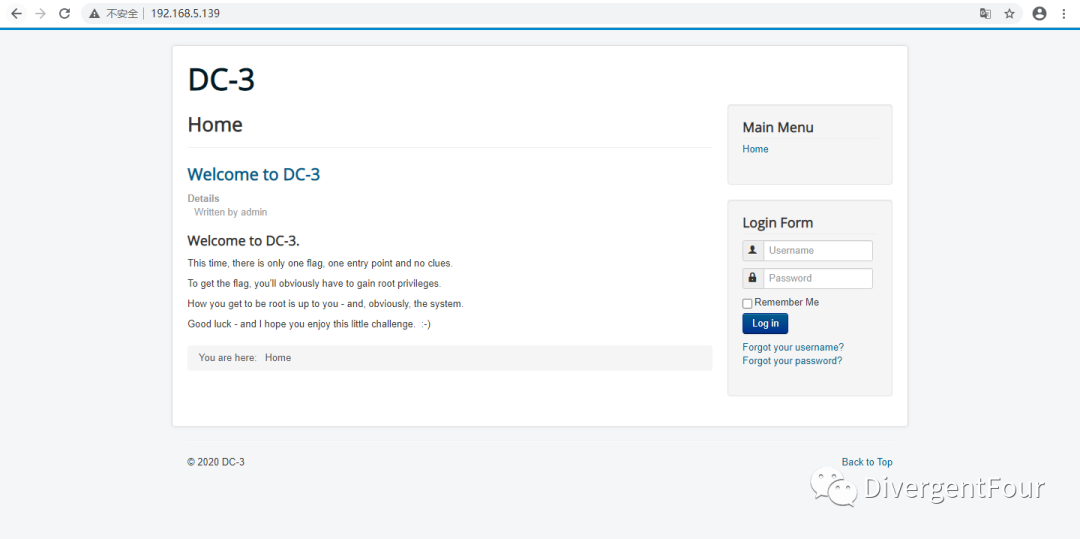 不安全 192.168.5.139
DC-3
Home
Welcome to DC-3
Details
Written by admin
Welcome to DC-3.
This time, there is only one flag, one entry point and no clues.
To get the flag, you'll obviously have to gain root privileges.
How you get to be root is up to you - and, obviously, the system.
Good luck - and I hope you enjoy this little challenge. :-)
You are here: Home
Main Menu
Home
Login Form
Username
Password
Remember Me
Log in
Forgot your username?
Forgot your password?
© 2020 DC-3
Back to Top
DivergentFour